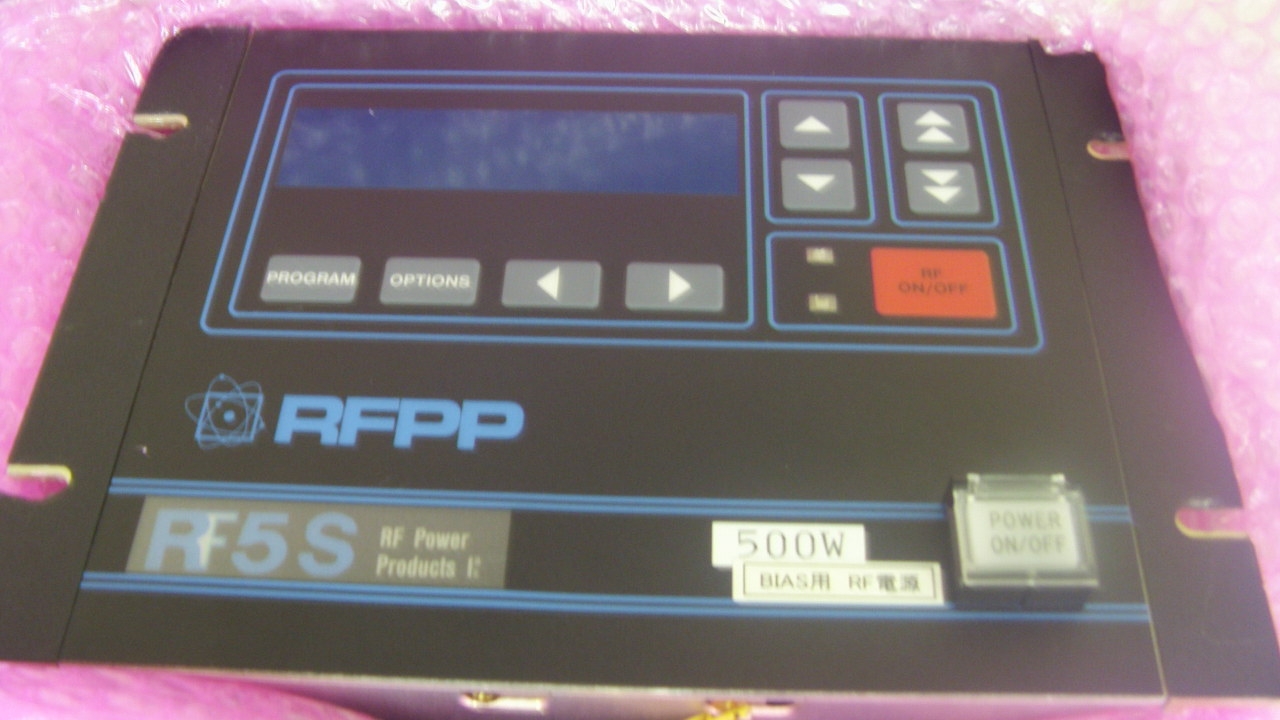 PROGRAM
OPTIONS
RF
ON/OFF
RFPP
RF5S
RF Power
Products
500W
BIAS用 RF電源
POWER
ON/OFF